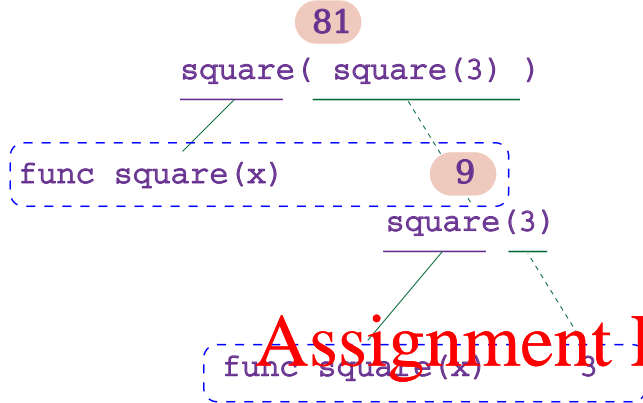 81
square( square(3) )
func square(x) 9
square(3)
Assignment
func square(x) 3